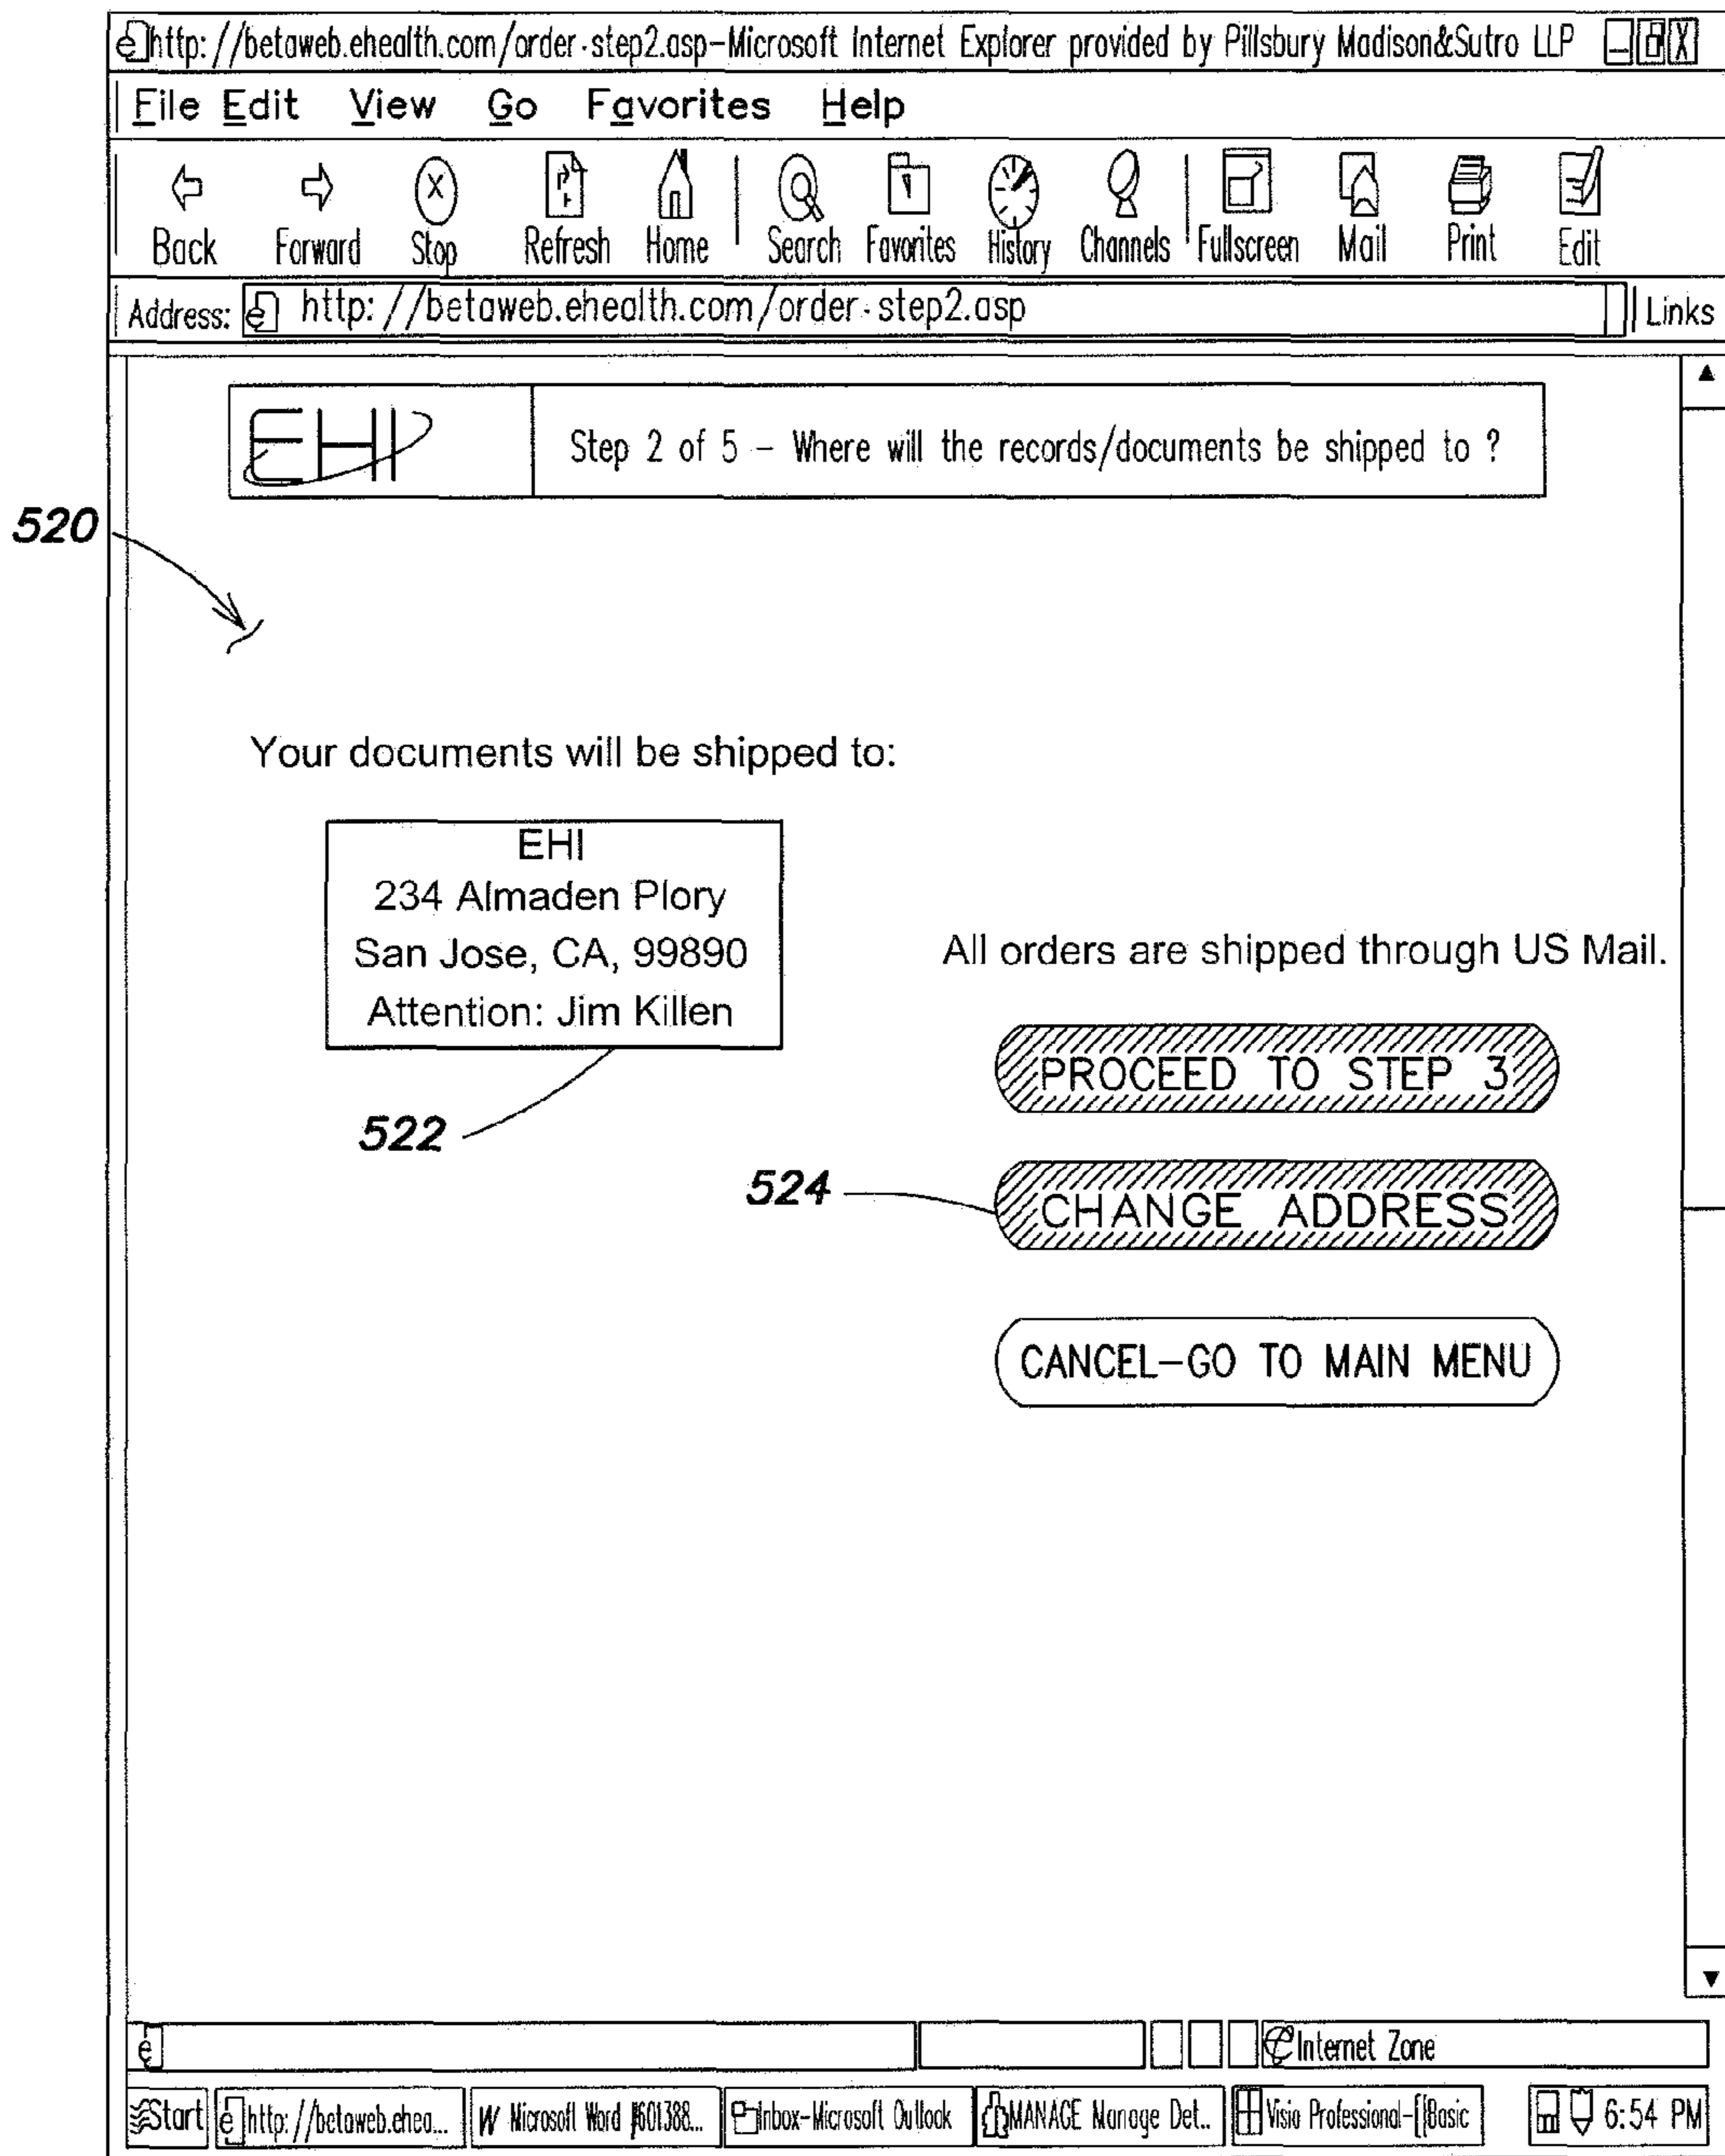 http://betaweb.ehealth.com/order-step2.asp-Microsoft Internet Explorer provided by Pillsbury Madison&Sutro LLP
File Edit View Go Favorites Help
Back Forward Stop Refresh Home Search Favorites History Channels Fullscreen Mail Print Edit
Address: http://betaweb.ehealth.com/order-step2.asp Links
EHI Step 2 of 5 – Where will the records/documents be shipped to ?
520
Your documents will be shipped to:
EHI
234 Almaden Plory
San Jose, CA, 99890
Attention: Jim Killen
All orders are shipped through US Mail.
PROCEED TO STEP 3
522
524
CHANGE ADDRESS
CANCEL–GO TO MAIN MENU
Internet Zone
Start http://betaweb.ehea... Microsoft Word Inbox-Microsoft Outlook MANAGE Manage Det.. Visio Professional-[Basic 6:54 PM